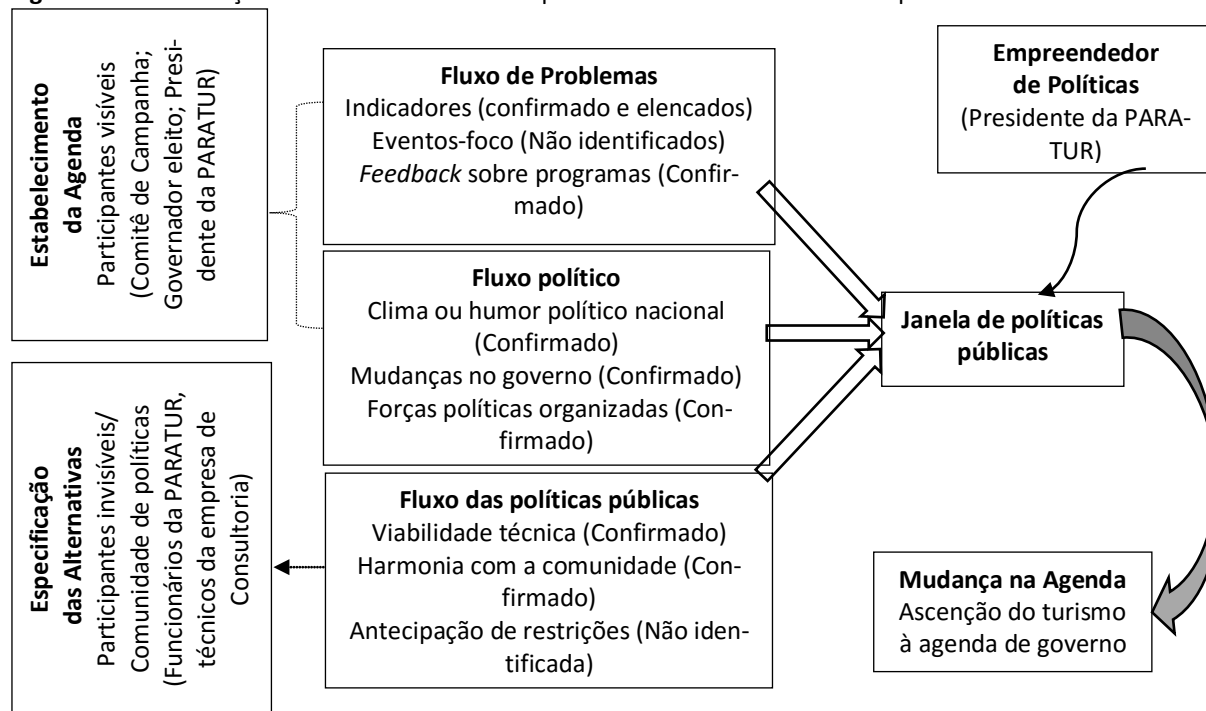 Estabelecimento
da Agenda
Participantes visíveis
(Comitê de Campanha;
Governador eleito; Presi-
dente da PARATUR)
Fluxo de Problemas
Indicadores (confirmado e elencados)
Eventos-foco (Não identificados)
Feedback sobre programas (Confir-
mado)
Empreendedor
de Políticas
(Presidente da PARA-
TUR)
Fluxo político
Clima ou humor político nacional
(Confirmado)
Mudanças no governo (Confirmado)
Forças políticas organizadas (Con-
firmado)
Janela de políticas
públicas
Especificação
das Alternativas
Participantes invisíveis/
Comunidade de políticas
(Funcionários da PARATUR,
técnicos da empresa de
Consultoria)
Fluxo das políticas públicas
Viabilidade técnica (Confirmado)
Harmonia com a comunidade (Con-
firmado)
Antecipação de restrições (Não iden-
tificada)
Mudança na Agenda
Ascenção do turismo
à agenda de governo